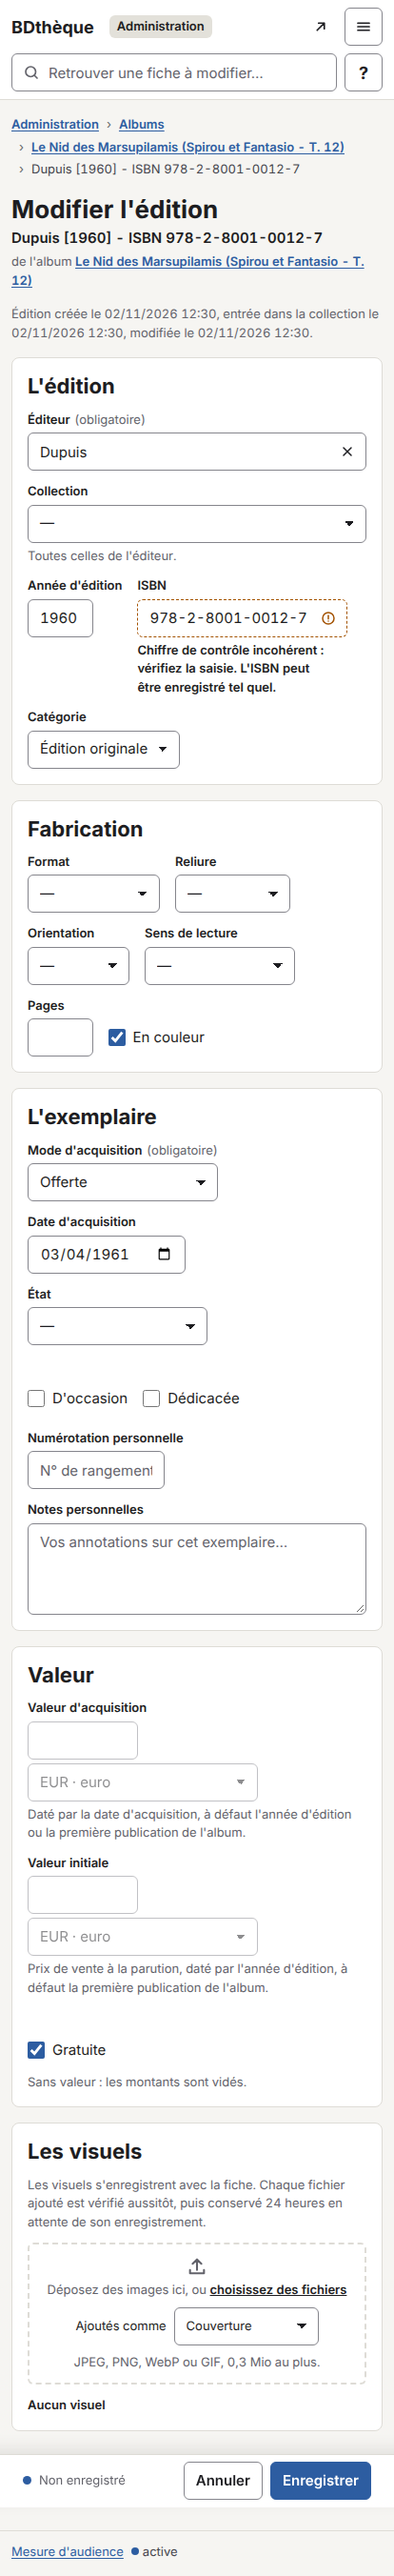 BDthèque Administration
Retrouver une fiche à modifier... ?
Administration › Albums
› Le Nid des Marsupilamis (Spirou et Fantasio - T. 12)
› Dupuis [1960] - ISBN 978-2-8001-0012-7
Modifier l'édition
Dupuis [1960] - ISBN 978-2-8001-0012-7
de l'album Le Nid des Marsupilamis (Spirou et Fantasio - T.
12)
Édition créée le 02/11/2026 12:30, entrée dans la collection le
02/11/2026 12:30, modifiée le 02/11/2026 12:30.
L'édition
Éditeur (obligatoire)
Dupuis
Collection
—
Toutes celles de l'éditeur.
Année d'édition ISBN
1960 978-2-8001-0012-7
Chiffre de contrôle incohérent :
vérifiez la saisie. L'ISBN peut
être enregistré tel quel.
Catégorie
Édition originale
Fabrication
Format Reliure
— —
Orientation Sens de lecture
— —
Pages
En couleur
L'exemplaire
Mode d'acquisition (obligatoire)
Offerte
Date d'acquisition
03/04/1961
État
—
D'occasion Dédicacée
Numérotation personnelle
N° de rangement
Notes personnelles
Vos annotations sur cet exemplaire...
Valeur
Valeur d'acquisition
EUR · euro
Daté par la date d'acquisition, à défaut l'année d'édition
ou la première publication de l'album.
Valeur initiale
EUR · euro
Prix de vente à la parution, daté par l'année d'édition, à
défaut la première publication de l'album.
Gratuite
Sans valeur : les montants sont vidés.
Les visuels
Les visuels s'enregistrent avec la fiche. Chaque fichier
ajouté est vérifié aussitôt, puis conservé 24 heures en
attente de son enregistrement.
Déposez des images ici, ou choisissez des fichiers
Ajoutés comme Couverture
JPEG, PNG, WebP ou GIF, 0,3 Mio au plus.
Aucun visuel
Non enregistré Annuler Enregistrer
Mesure d'audience active